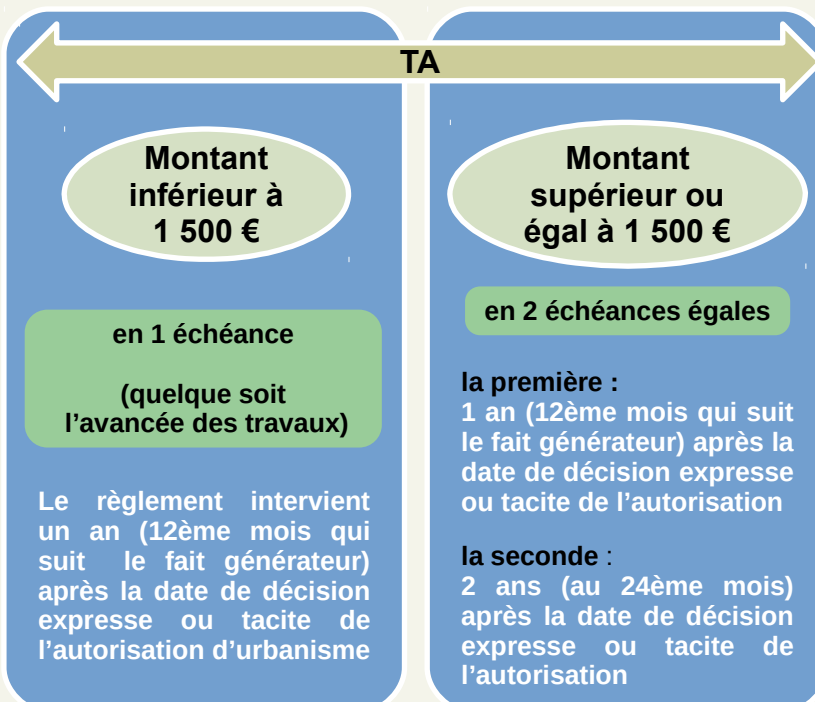 TA
Montant
inférieur à
1 500 €
en 1 échéance
(quelque soit
l’avancée des travaux)
Le règlement intervient
un an (12ème mois qui
suit le fait générateur)
après la date de décision
expresse ou tacite de
l’autorisation d’urbanisme
Montant
supérieur ou
égal à 1 500 €
en 2 échéances égales
la première :
1 an (12ème mois qui suit
le fait générateur) après la
date de décision expresse
ou tacite de l’autorisation
la seconde :
2 ans (au 24ème mois)
après la date de décision
expresse ou tacite de
l’autorisation